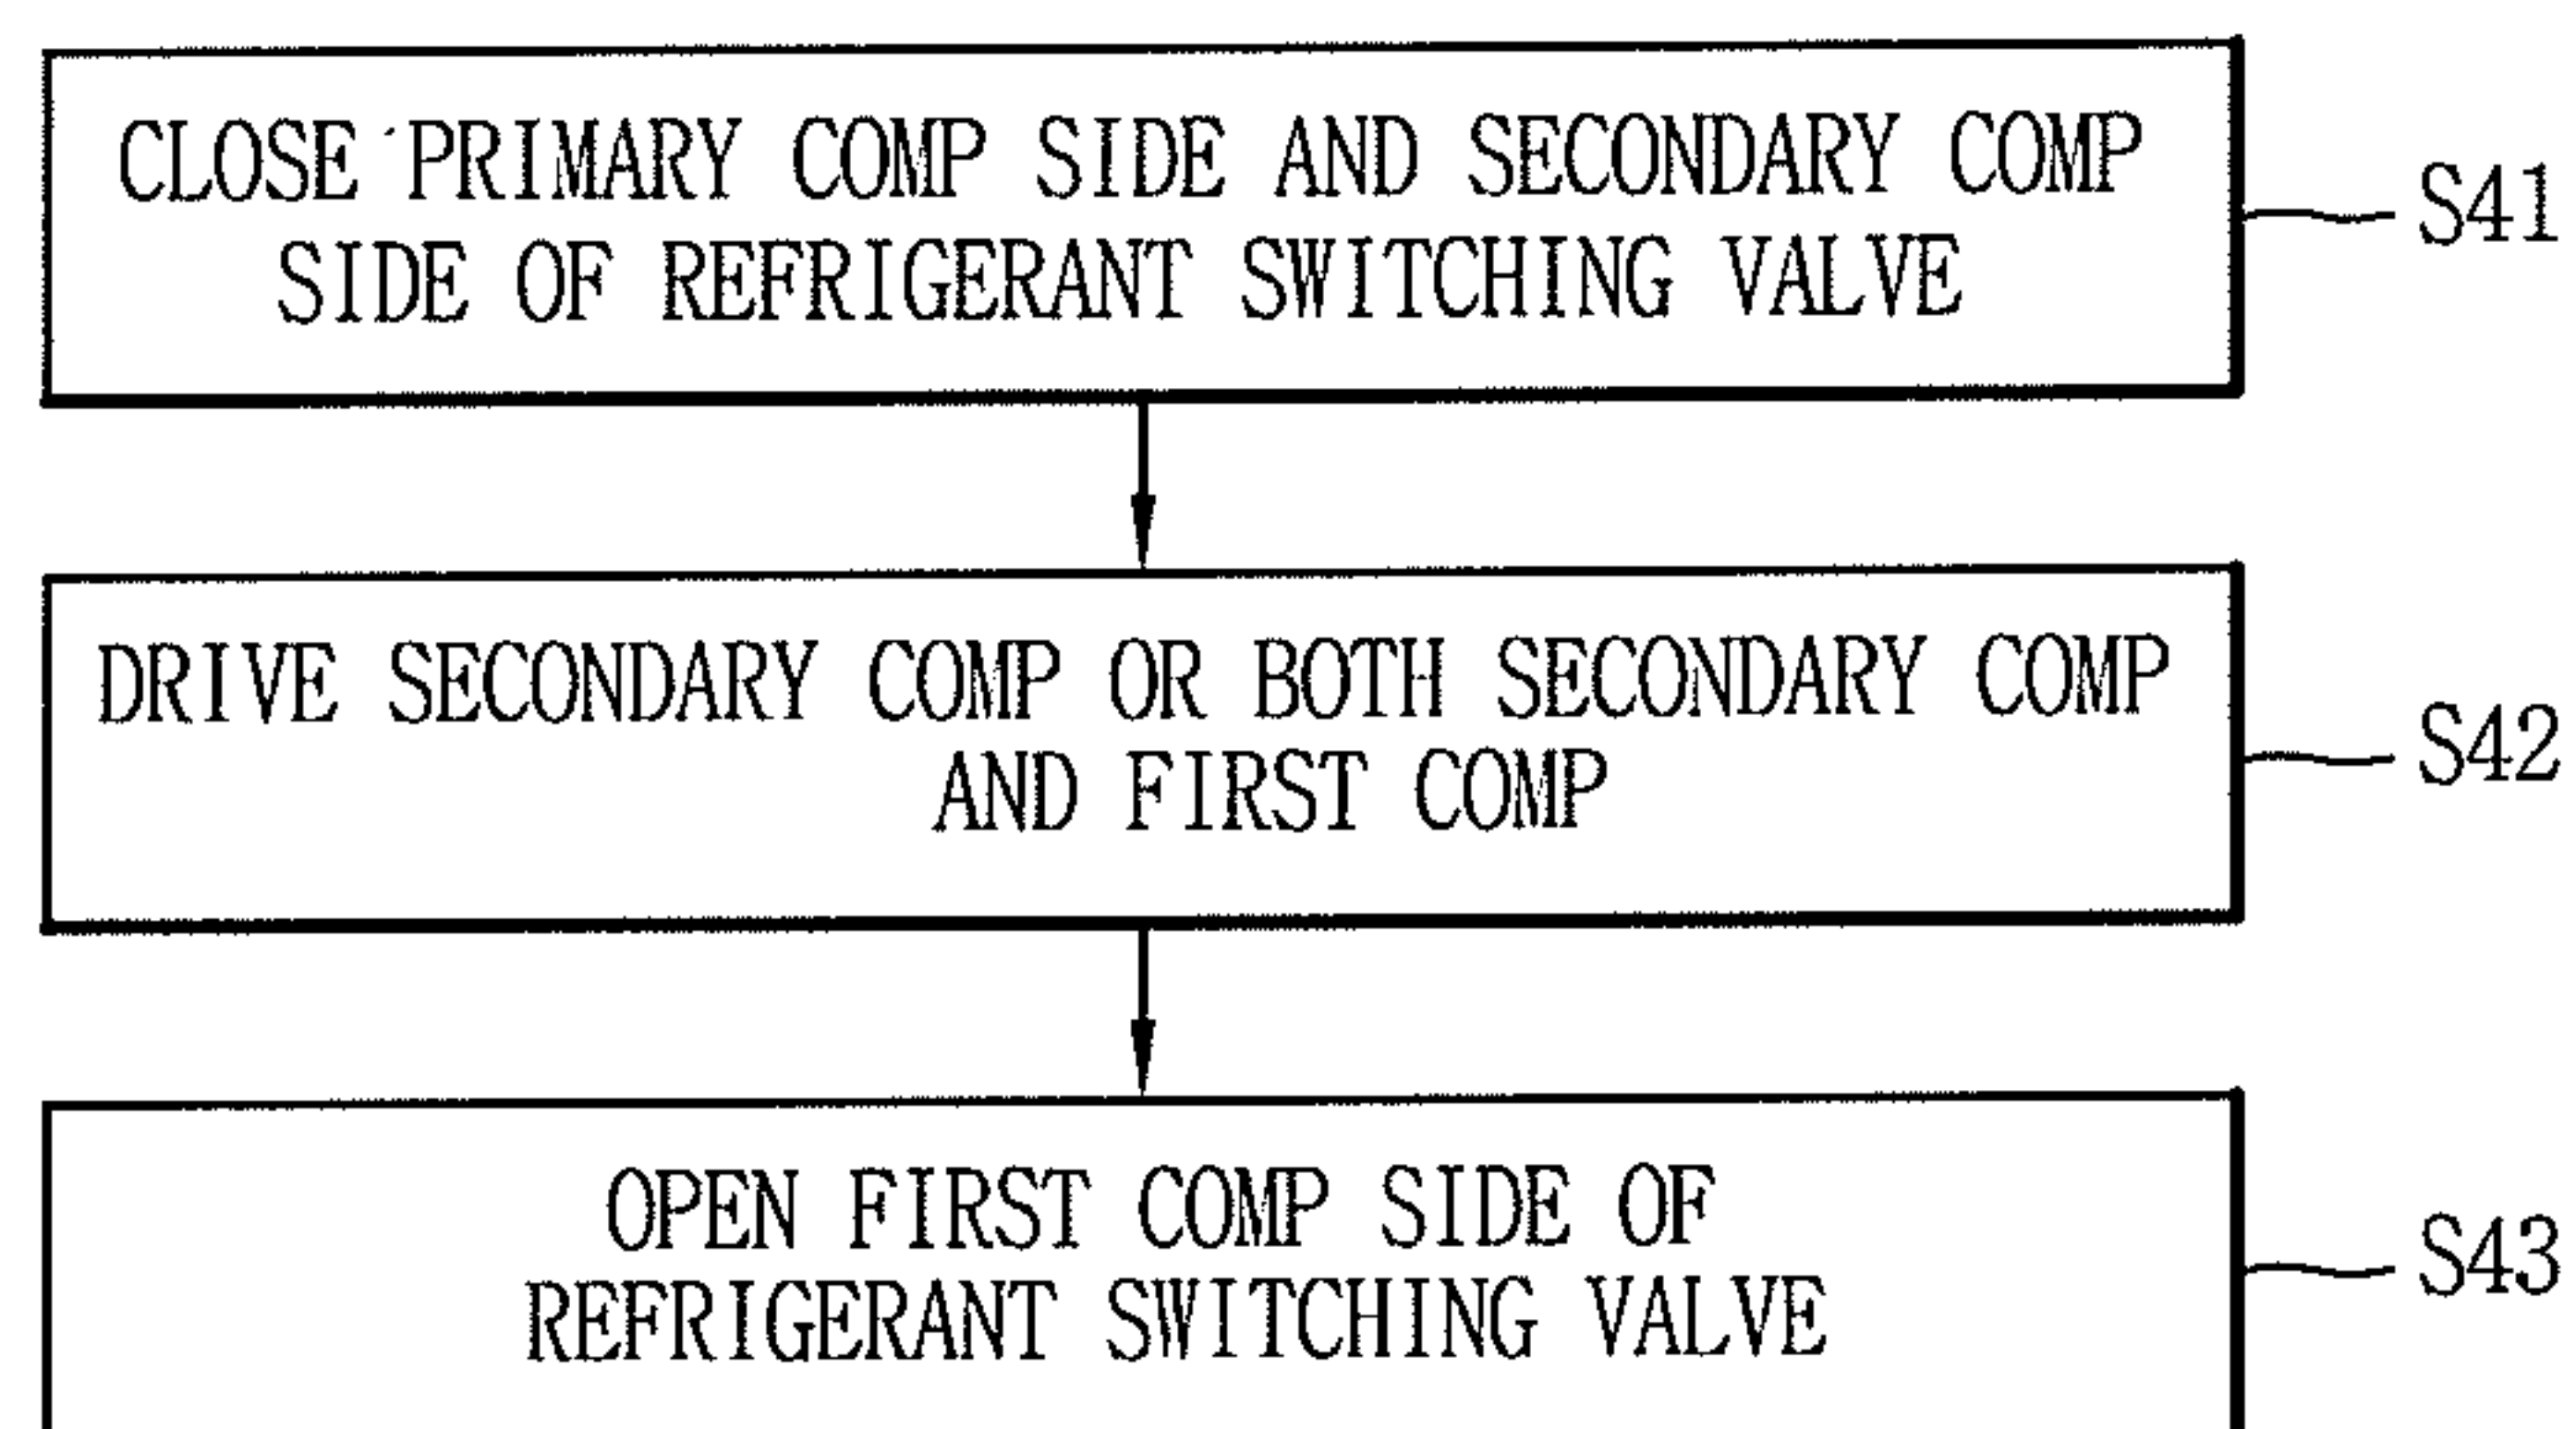 CLOSE PRIMARY COMP SIDE AND SECONDARY COMP
SIDE OF REFRIGERANT SWITCHING VALVE
S41
DRIVE SECONDARY COMP OR BOTH SECONDARY COMP
AND FIRST COMP
S42
OPEN FIRST COMP SIDE OF
REFRIGERANT SWITCHING VALVE
S43